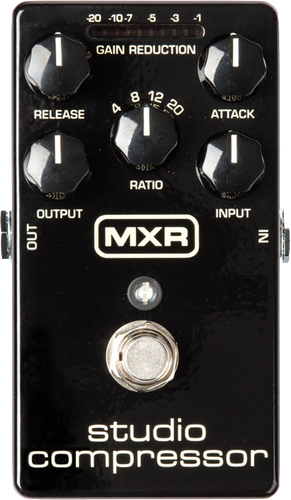 -20 -10 -7 -5 -3 -1
GAIN REDUCTION
RELEASE
ATTACK
4 8 12 20
RATIO
OUTPUT
INPUT
OUT
IN
MXR
studio
compressor